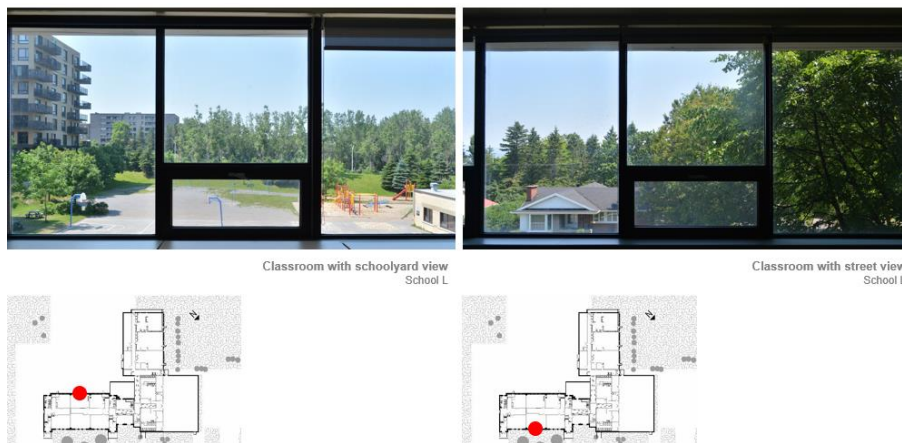 Classroom with schoolyard view
School L
Classroom with street view
School L
N
N